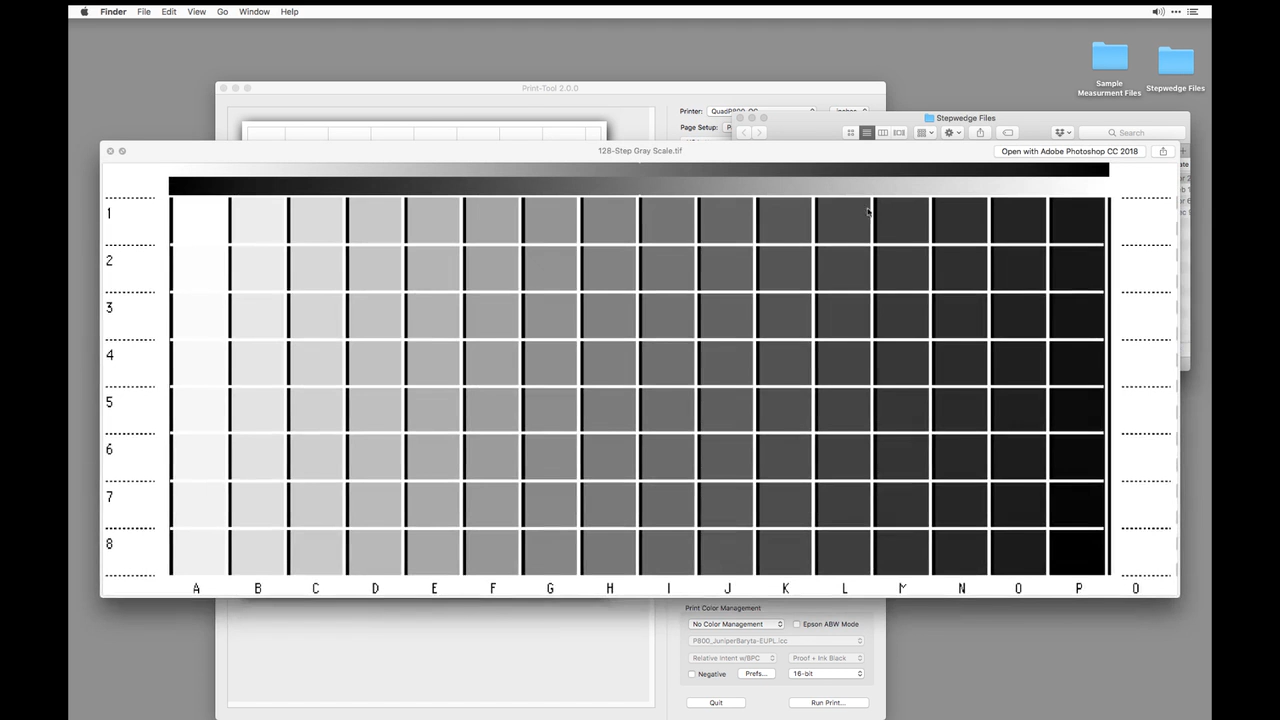 Finder File Edit View Go Window Help
Sample
Measurment Files
Stepwedge Files
Print-Tool 2.0.0
Printer:
inches
Page Setup:
Stepwedge Files
Search
128-Step Gray Scale.tif
Open with Adobe Photoshop CC 2018
1
2
3
4
5
6
7
8
A B C D E F G H I J K L M N O P O
Print Color Management
No Color Management
Epson ABW Mode
P800_JuniperBaryta-EUPL.icc
Relative Intent w/BPC
Proof + Ink Black
Negative
Prefs...
16-bit
Quit
Run Print...